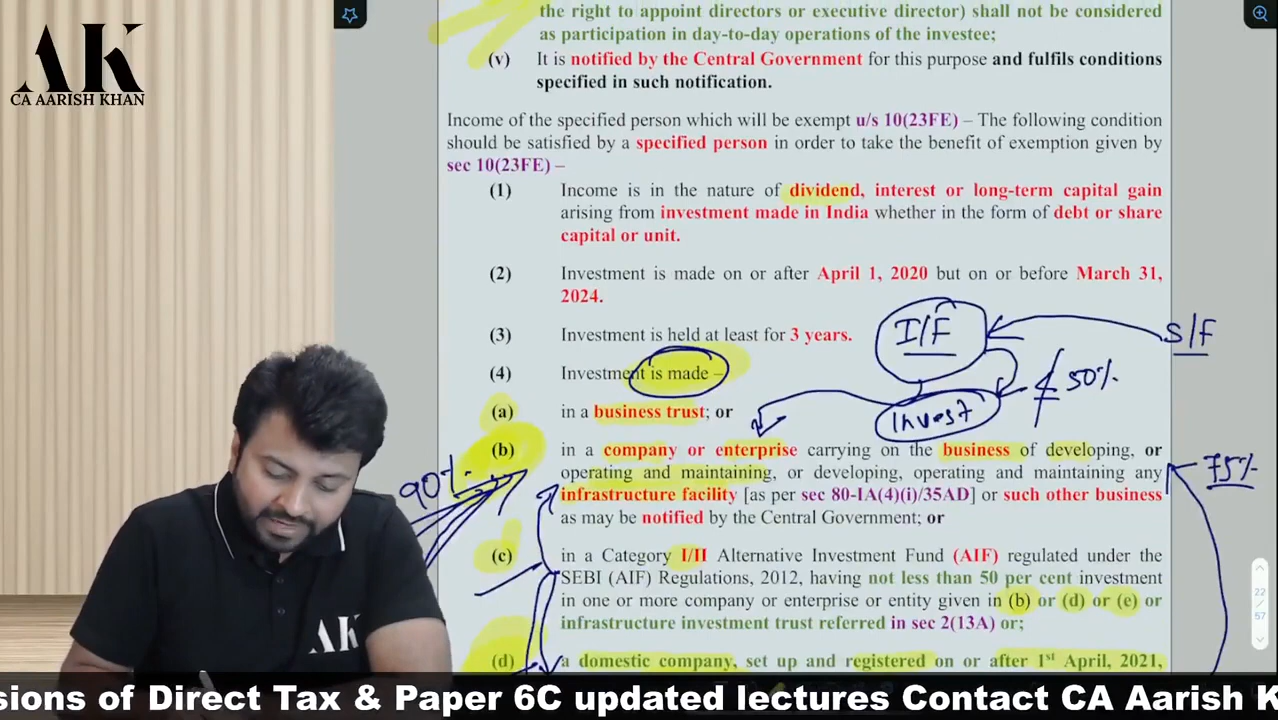 AK
CA AARISH KHAN
the right to appoint directors or executive director) shall not be considered
as participation in day-to-day operations of the investee;
(v) It is notified by the Central Government for this purpose and fulfils conditions
specified in such notification.
Income of the specified person which will be exempt u/s 10(23FE) – The following condition
should be satisfied by a specified person in order to take the benefit of exemption given by
sec 10(23FE) –
(1) Income is in the nature of dividend, interest or long-term capital gain
arising from investment made in India whether in the form of debt or share
capital or unit.
(2) Investment is made on or after April 1, 2020 but on or before March 31,
2024.
(3) Investment is held at least for 3 years.
I/F
S/F
(4) Investment is made –
50%
(a) in a business trust; or
Invest
(b) in a company or enterprise carrying on the business of developing, or
operating and maintaining, or developing, operating and maintaining any
75%
90%
infrastructure facility [as per sec 80-IA(4)(i)/35AD] or such other business
as may be notified by the Central Government; or
(c) in a Category I/II Alternative Investment Fund (AIF) regulated under the
SEBI (AIF) Regulations, 2012, having not less than 50 per cent investment
in one or more company or enterprise or entity given in (b) or (d) or (e) or
infrastructure investment trust referred in sec 2(13A) or;
(d) a domestic company, set up and registered on or after 1st April, 2021,
22
/
57
AK
sions of Direct Tax & Paper 6C updated lectures Contact CA Aarish K